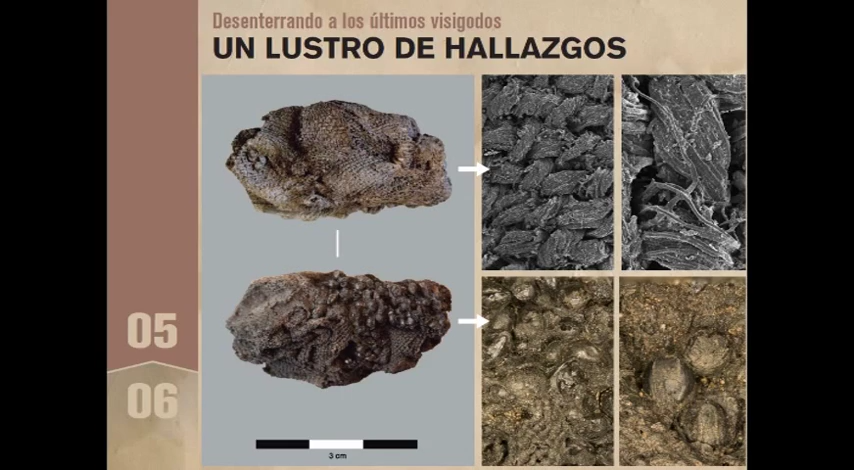 Desenterrando a los últimos visigodos
UN LUSTRO DE HALLAZGOS
05
06
3 cm